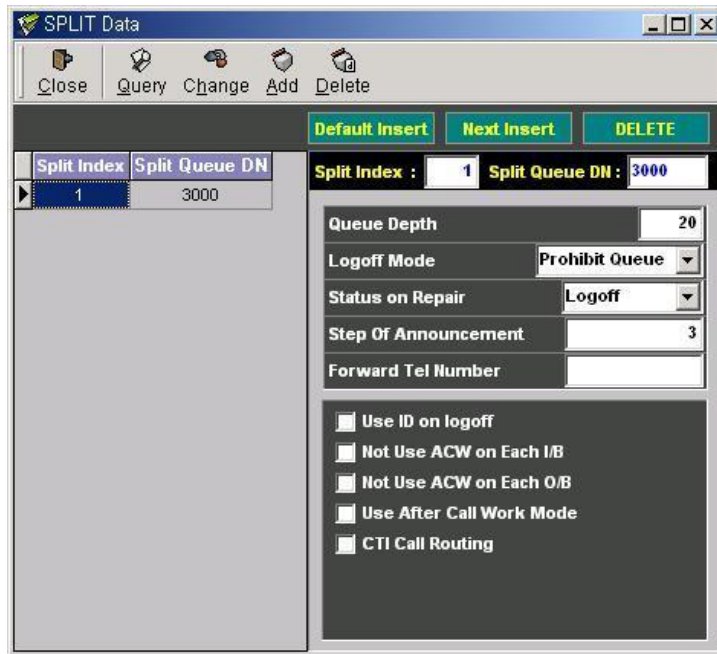 SPLIT Data
Close Query Change Add Delete
Default Insert Next Insert DELETE
Split Index Split Queue DN
1 3000
Split Index : 1 Split Queue DN : 3000
Queue Depth 20
Logoff Mode Prohibit Queue
Status on Repair Logoff
Step Of Announcement 3
Forward Tel Number
Use ID on logoff
Not Use ACW on Each I/B
Not Use ACW on Each O/B
Use After Call Work Mode
CTI Call Routing